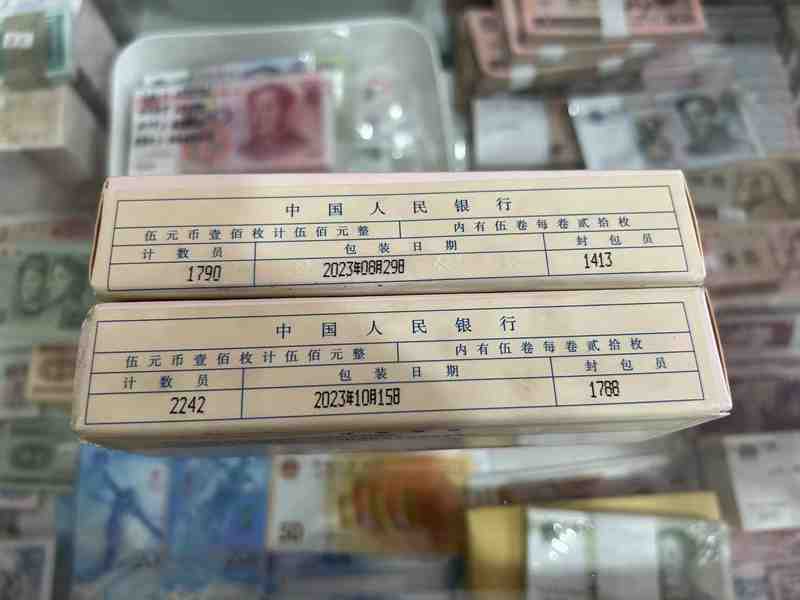 中国人民银行
伍元币壹佰枚计伍佰元整 内有伍卷每卷贰拾枚
计数员 包装日期 封包员
1790 2023年08月29日 1413
中国人民银行
伍元币壹佰枚计伍佰元整 内有伍卷每卷贰拾枚
计数员 包装日期 封包员
2242 2023年10月15日 1788
50